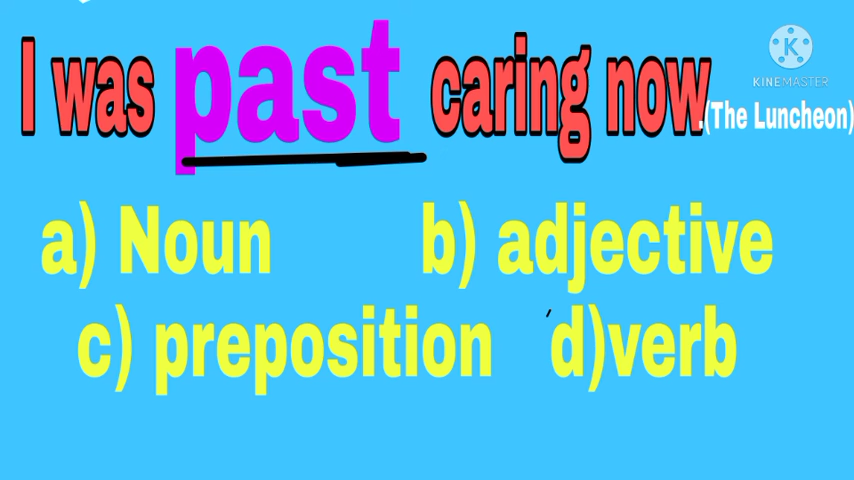 I was past caring now
KINEMASTER
.(The Luncheon)
a) Noun b) adjective
c) preposition d)verb